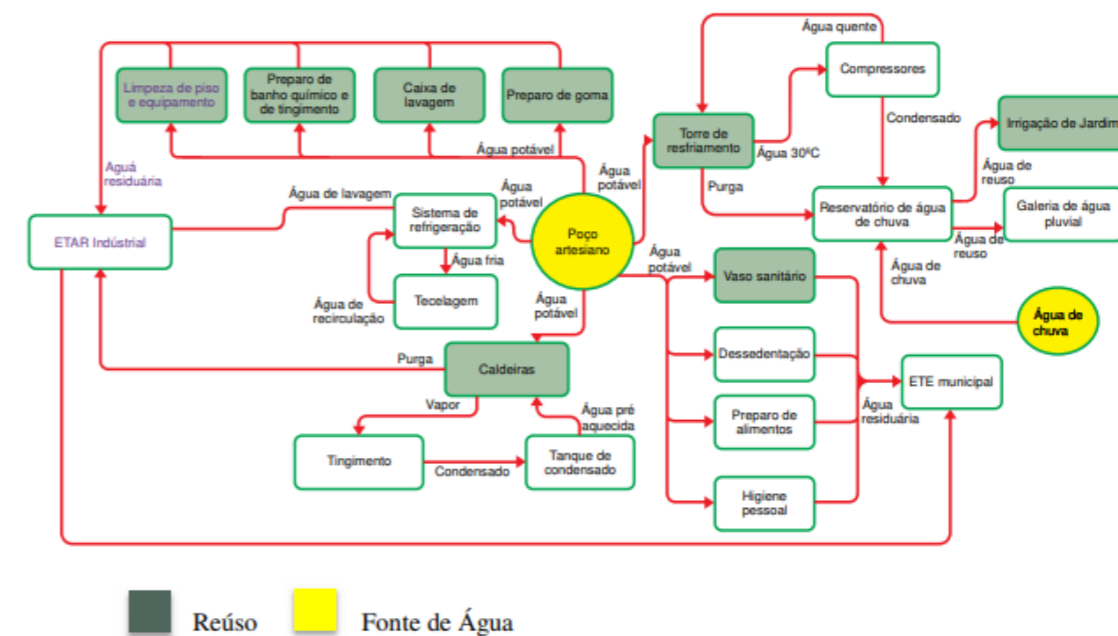 Água quente
Limpeza de piso
e equipamento
Preparo de
banho químico e
de tingimento
Caixa de
lavagem
Preparo de goma
Compressores
Torre de
resfriamento
Água 30ºC
Condensado
Irrigação de Jardim
Água potável
Aguá
residuária
Água de lavagem
Água
potável
Água
potável
Purga
Água de
reuso
ETAR Indústrial
Sistema de
refrigeração
Poço
artesiano
Reservatório de água
de chuva
Galeria de água
pluvial
Água fria
Água
potável
Vaso sanitário
Água de
reuso
Água de
chuva
Água de
recirculação
Tecelagem
Água
potável
Água de
chuva
Purga
Caldeiras
Dessedentação
ETE municipal
Vapor
Água pré
aquecida
Preparo de
alimentos
Água
residuária
Tingimento
Condensado
Tanque de
condensado
Higiene
pessoal
Reúso
Fonte de Água